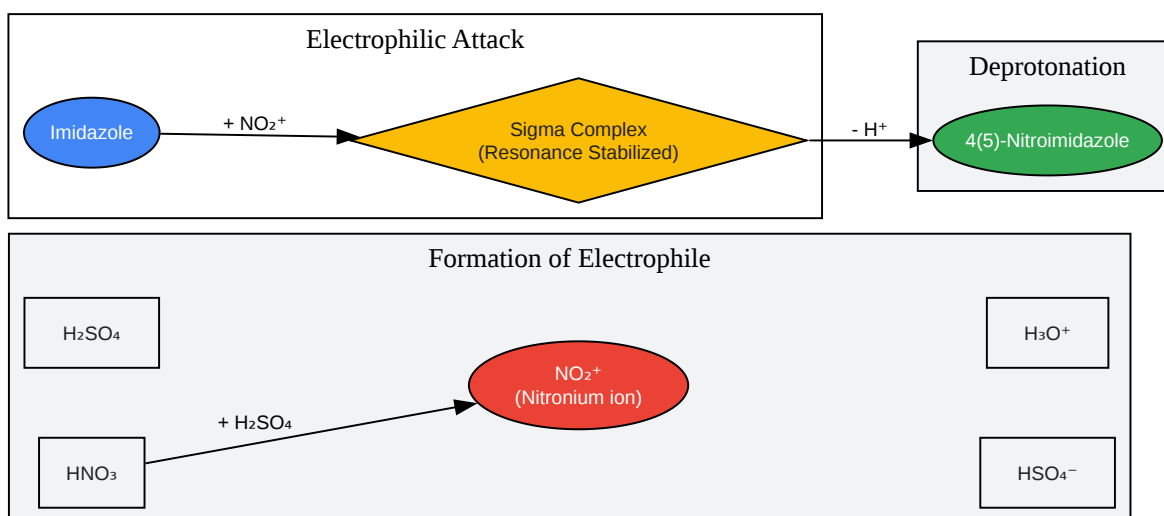 Electrophilic Attack
Imidazole
+ NO₂⁺
Sigma Complex
(Resonance Stabilized)
- H⁺
Deprotonation
4(5)-Nitroimidazole
Formation of Electrophile
H₂SO₄
HNO₃
+ H₂SO₄
NO₂⁺
(Nitronium ion)
H₃O⁺
HSO₄⁻